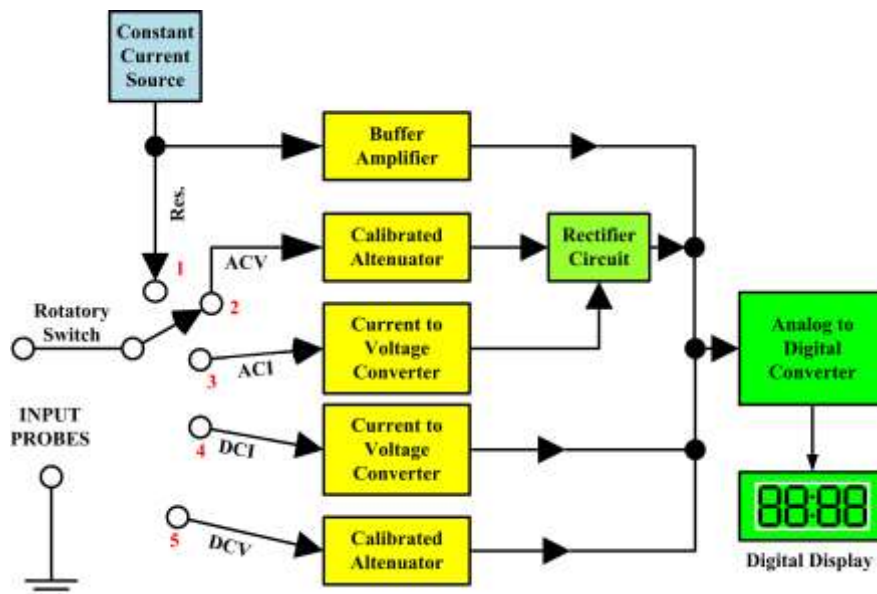 Constant
Current
Source
Buffer
Amplifier
Res.
1
ACV
Calibrated
Altenuator
Rectifier
Circuit
2
Rotatory
Switch
3
ACI
Current to
Voltage
Converter
Analog to
Digital
Converter
INPUT
PROBES
4
DCI
Current to
Voltage
Converter
88:88
5
DCV
Calibrated
Altenuator
Digital Display